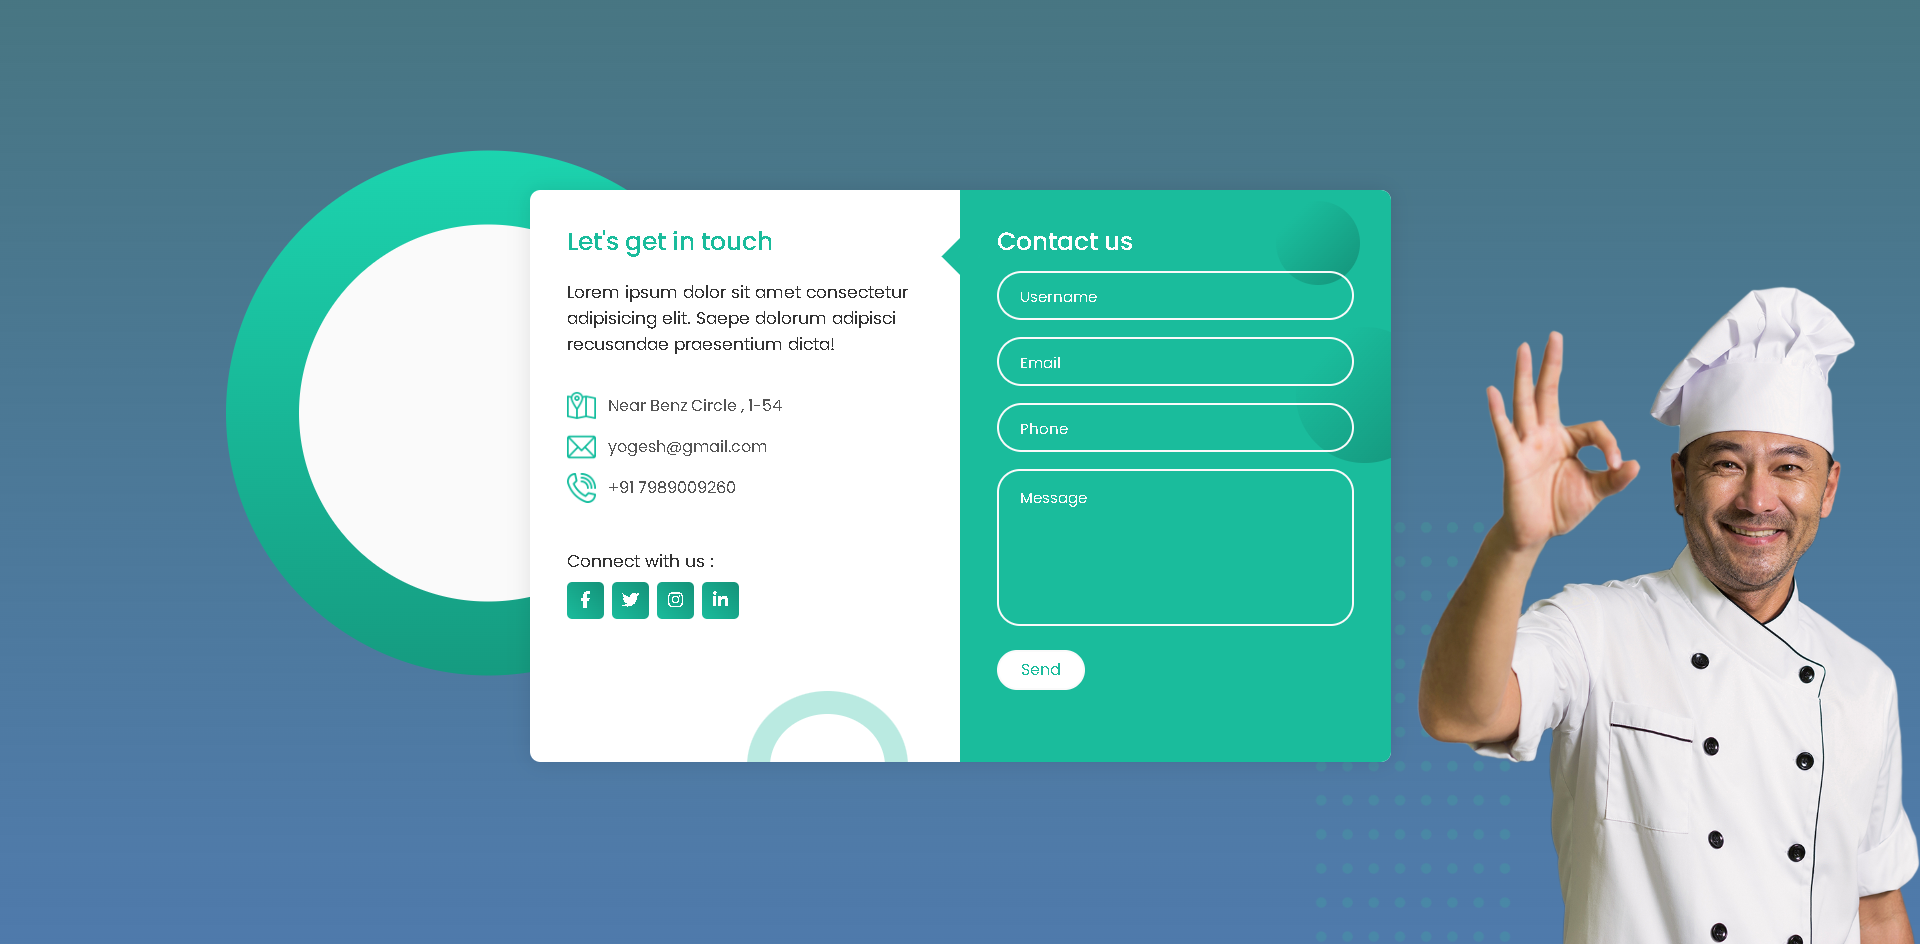 Let's get in touch
Lorem ipsum dolor sit amet consectetur
adipisicing elit. Saepe dolorum adipisci
recusandae praesentium dicta!
Near Benz Circle , 1-54
yogesh@gmail.com
+91 7989009260
Connect with us :
Contact us
Username
Email
Phone
Message
Send